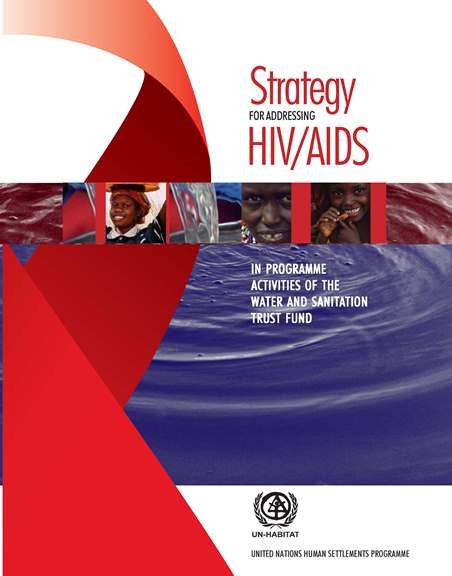 Strategy
FOR ADDRESSING
HIV/AIDS
IN PROGRAMME
ACTIVITIES OF THE
WATER AND SANITATION
TRUST FUND
UN-HABITAT
UNITED NATIONS HUMAN SETTLEMENTS PROGRAMME